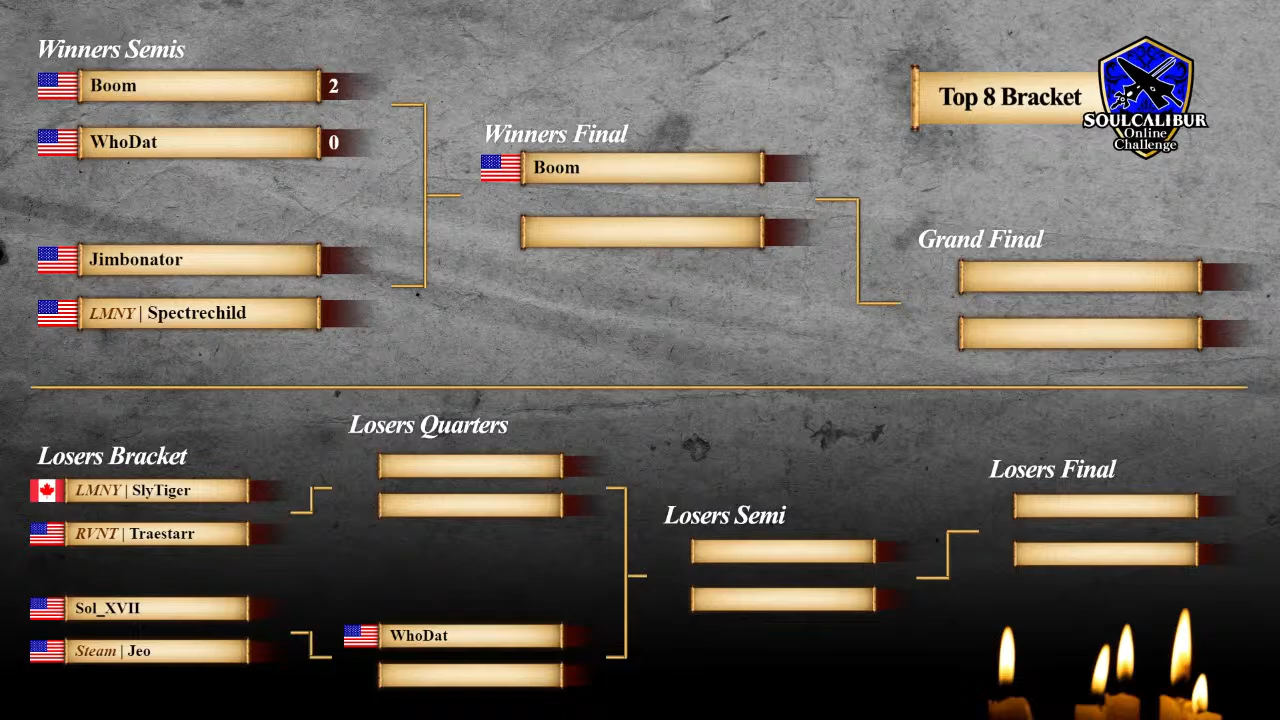 Winners Semis
Boom 2
WhoDat 0
Jimbonator
LMNY | Spectrechild
Winners Final
Boom
Top 8 Bracket
SOULCALIBUR
Online
Challenge
Grand Final
Losers Bracket
LMNY | SlyTiger
RVNT | Traestarr
Sol_XVII
Steam | Jeo
Losers Quarters
WhoDat
Losers Semi
Losers Final